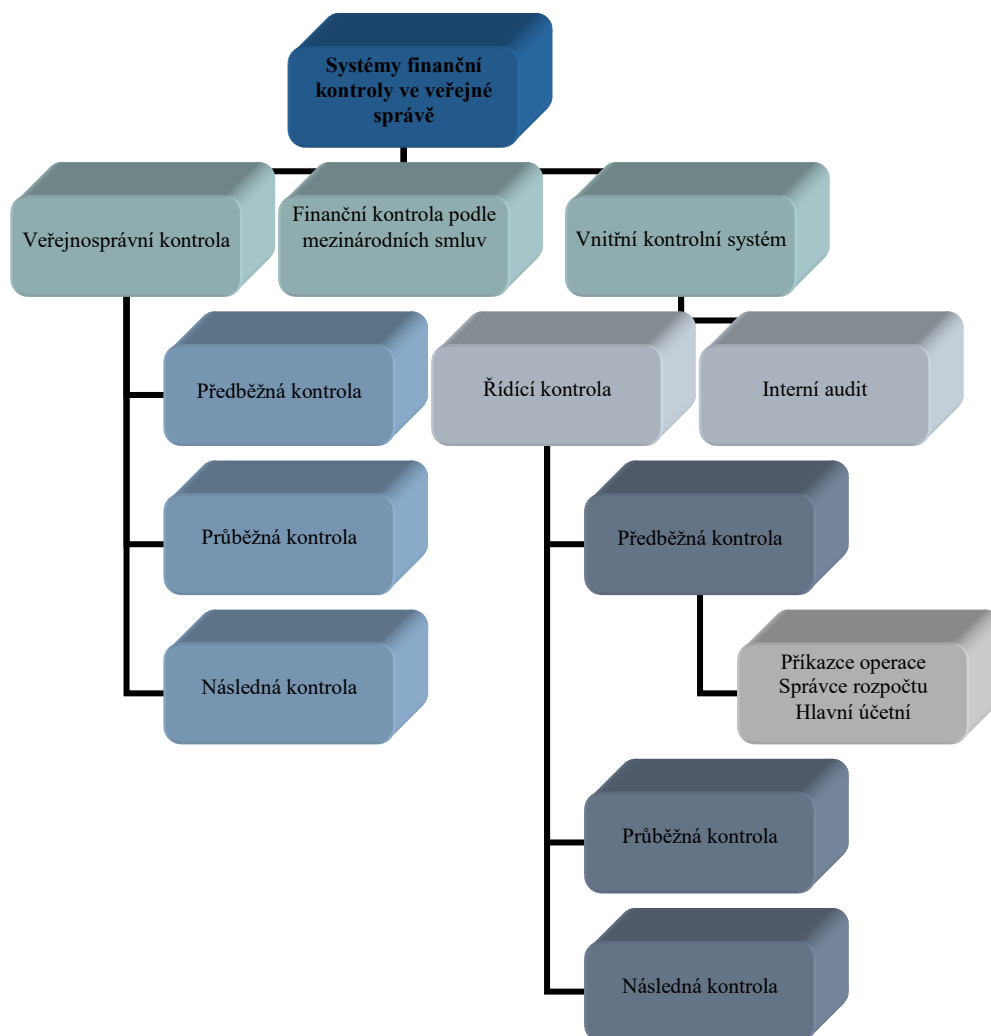 Systémy finanční
kontroly ve veřejné
správě
Veřejnosprávní kontrola
Finanční kontrola podle
mezinárodních smluv
Vnitřní kontrolní systém
Předběžná kontrola
Řídící kontrola
Interní audit
Průběžná kontrola
Předběžná kontrola
Následná kontrola
Příkazce operace
Správce rozpočtu
Hlavní účetní
Průběžná kontrola
Následná kontrola